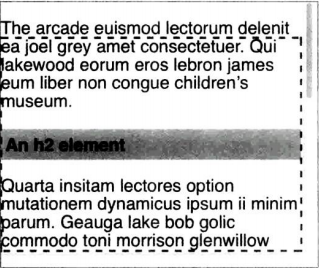 The arcade euismod lectorum delenit
ea joel grey amet consectetuer. Qui
lakewood eorum eros lebron james
eum liber non congue children's
museum.
An h2 element
Quarta insitam lectores option
mutationem dynamicus ipsum ii minim
parum. Geauga lake bob golic
commodo toni morrison glenwillow